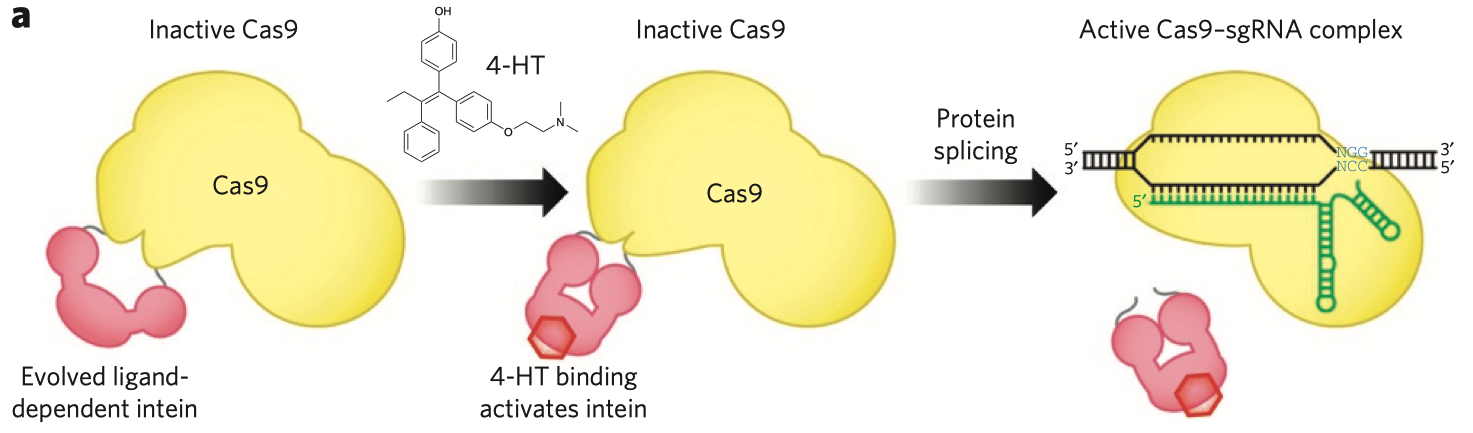 a
Inactive Cas9
Cas9
Evolved ligand-
dependent intein
OH
4-HT
O
N
Inactive Cas9
Cas9
4-HT binding
activates intein
Protein
splicing
Active Cas9–sgRNA complex
5′ NGG 3′
3′ NCC 5′
5′